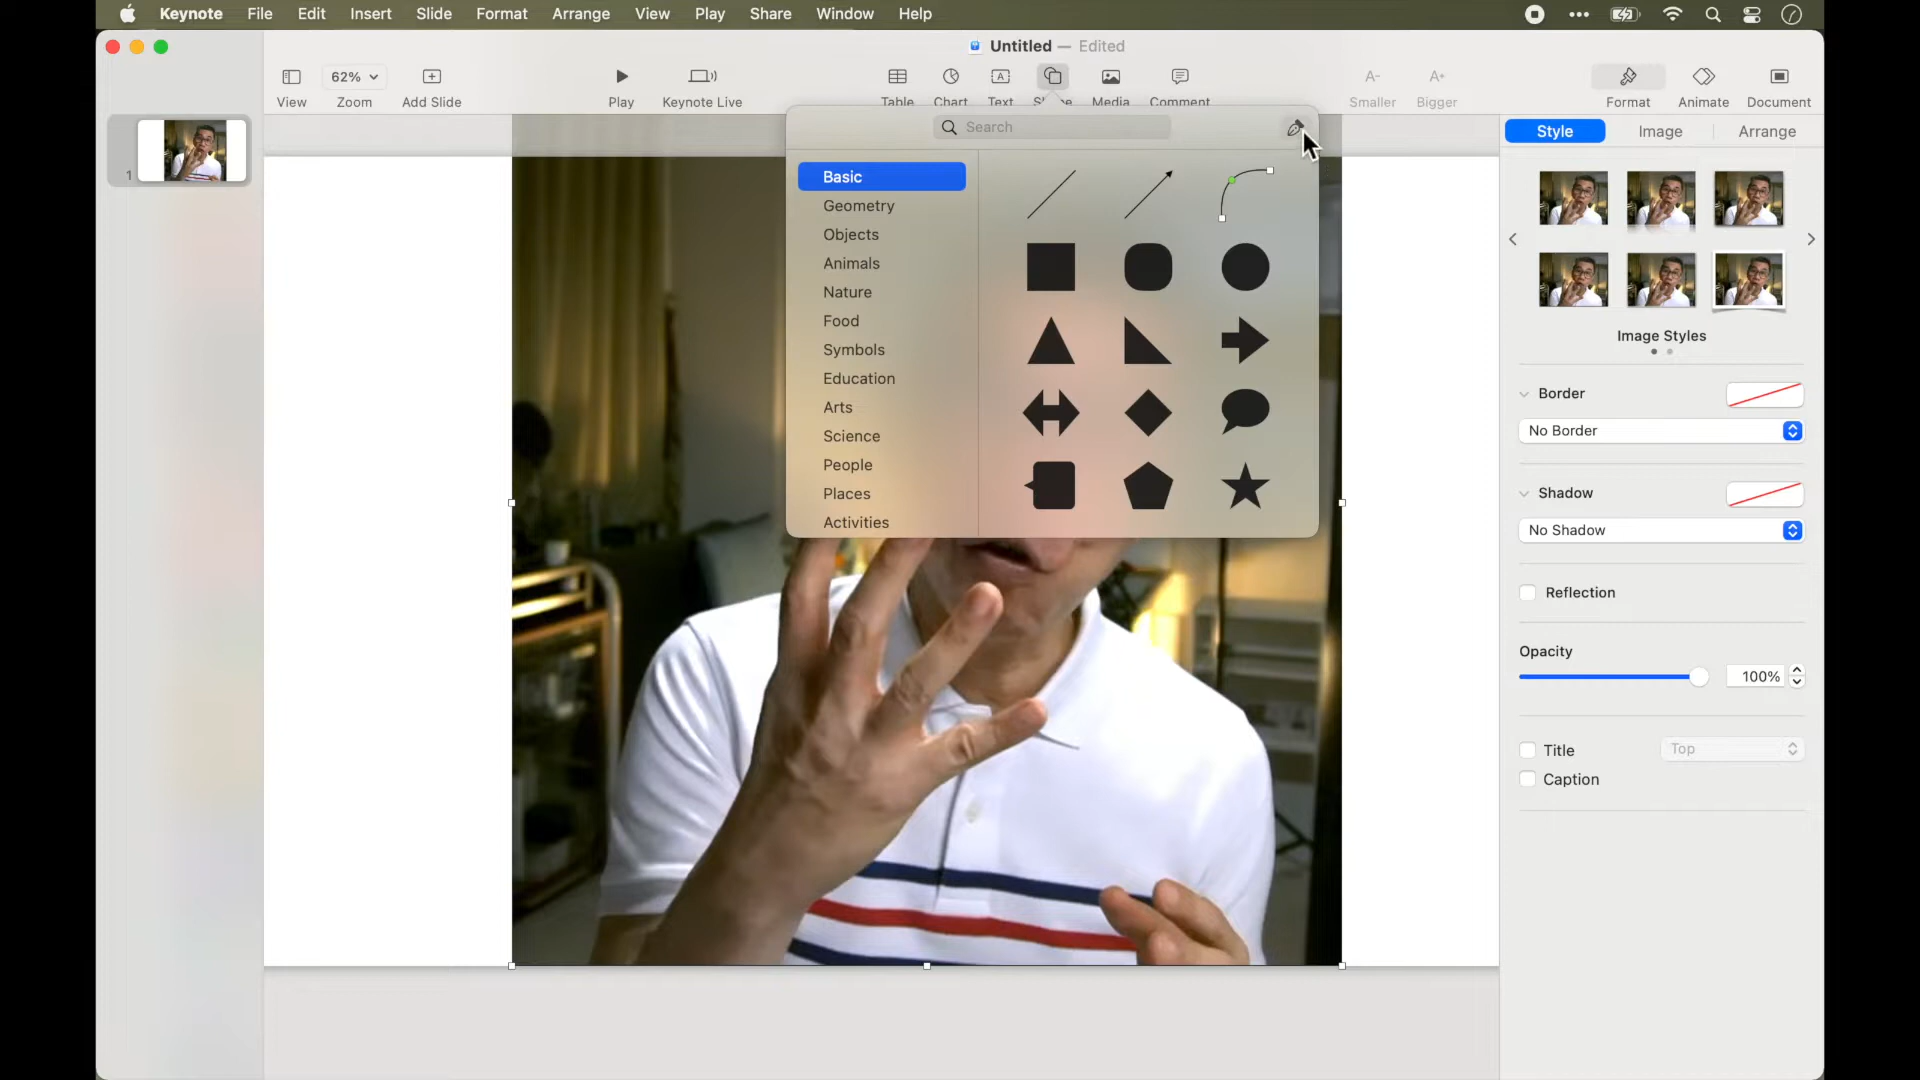 Keynote File Edit Insert Slide Format Arrange View Play Share Window Help
Untitled — Edited
62%
View Zoom Add Slide Play Keynote Live Table Chart Text Media Comment Smaller Bigger Format Animate Document
1
Search
Basic
Geometry
Objects
Animals
Nature
Food
Symbols
Education
Arts
Science
People
Places
Activities
Style Image Arrange
Image Styles
Border
No Border
Shadow
No Shadow
Reflection
Opacity
100%
Title Top
Caption